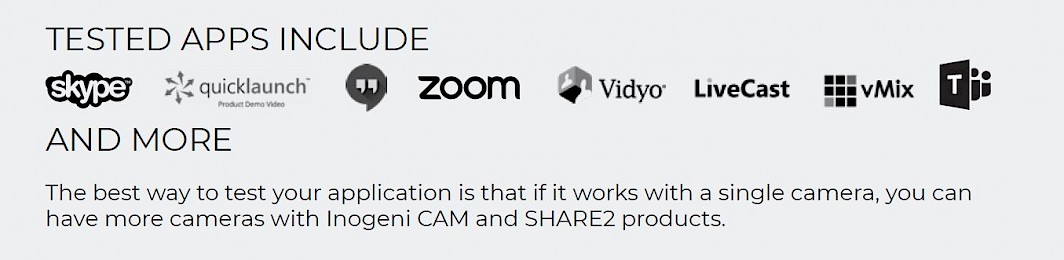 TESTED APPS INCLUDE
skype™ quicklaunch™ zoom Vidyo® LiveCast vMix T
Product Demo Video
AND MORE
The best way to test your application is that if it works with a single camera, you can
have more cameras with Inogeni CAM and SHARE2 products.